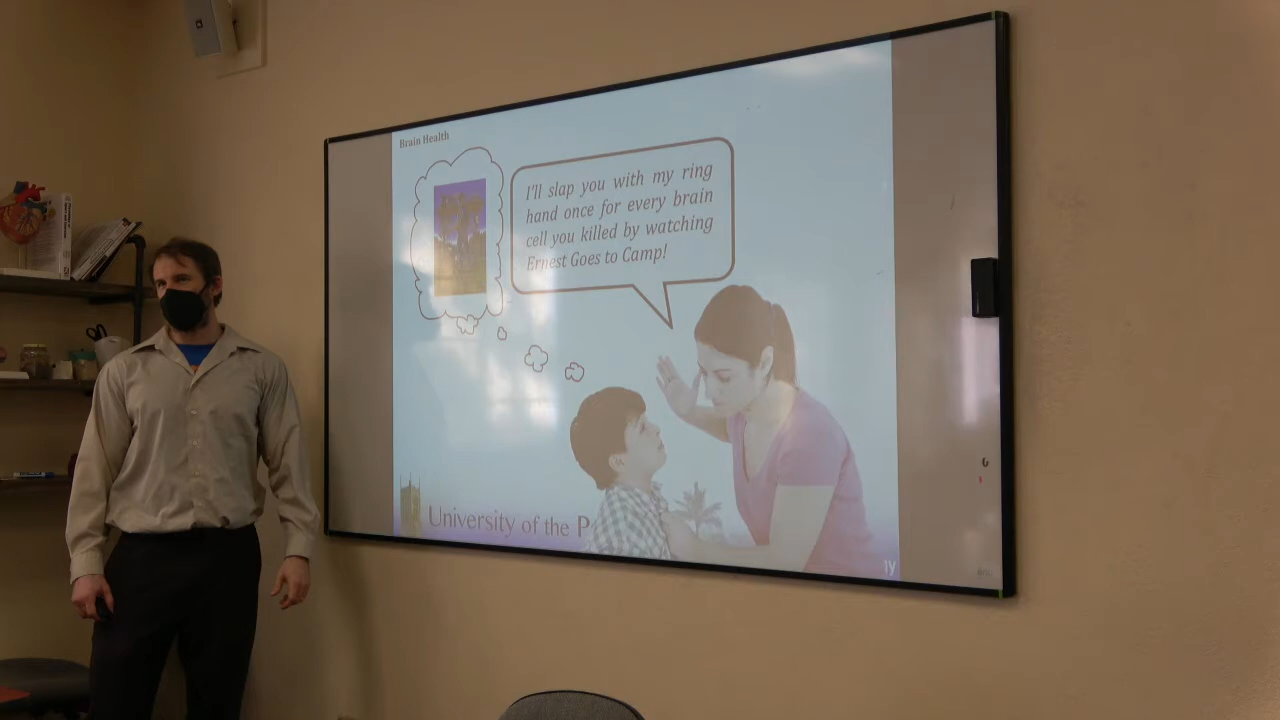 Brain Health
I'll slap you with my ring
hand once for every brain
cell you killed by watching
Ernest Goes to Camp!
University of the P